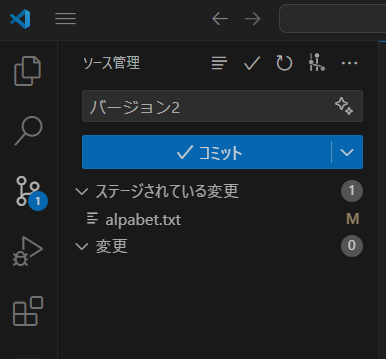 ソース管理
バージョン2
コミット
ステージされている変更 1
alpabet.txt M
変更 0
1